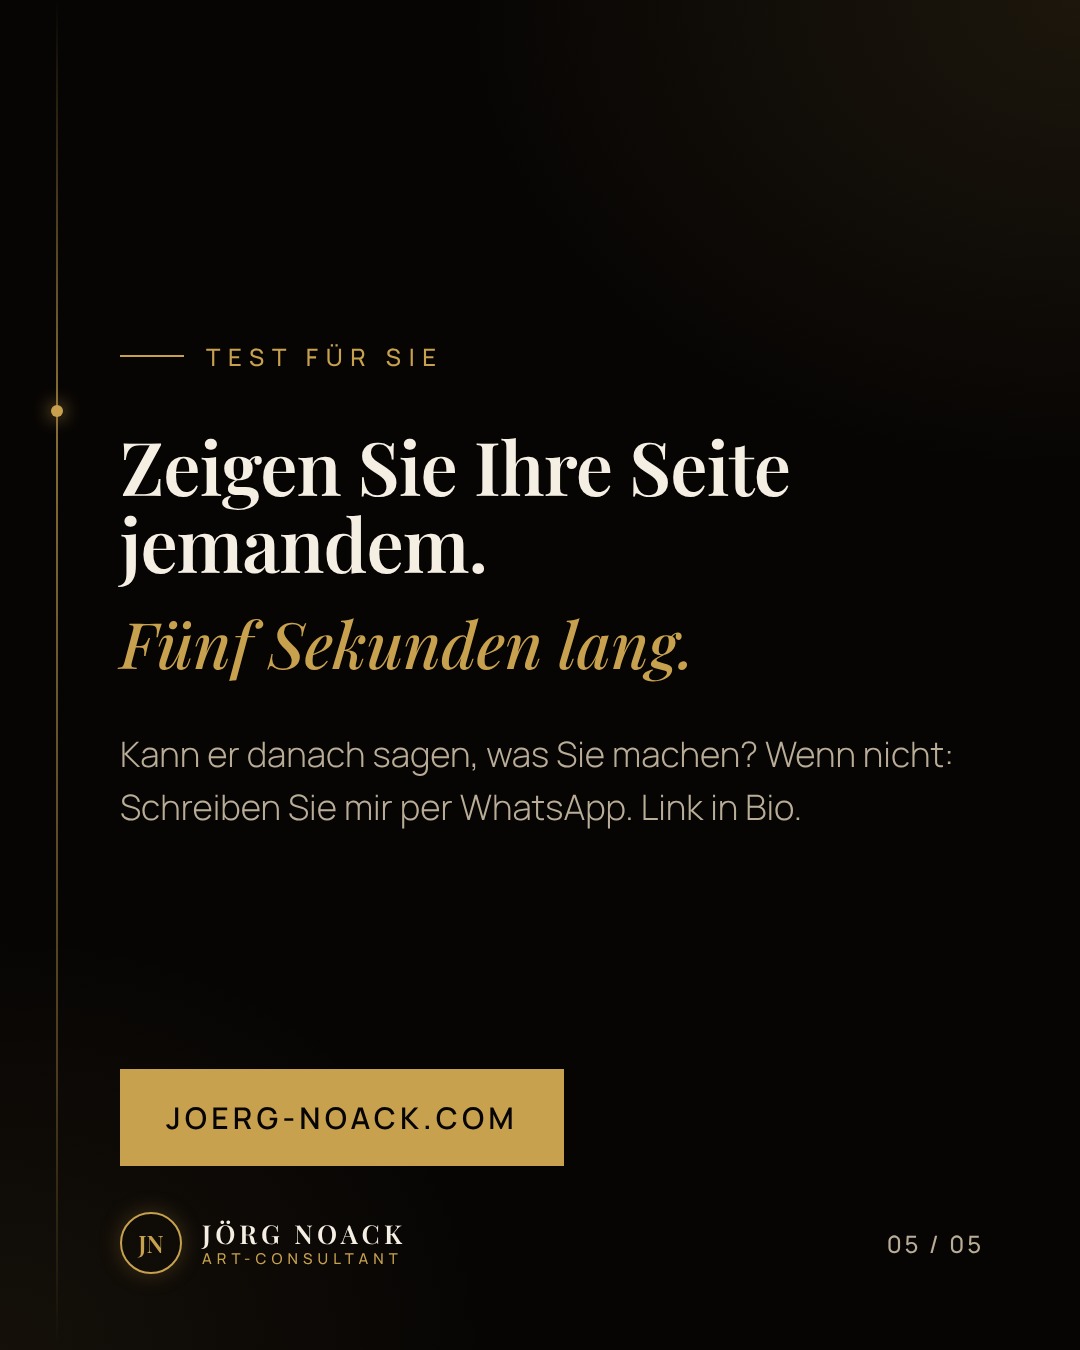 TEST FÜR SIE
Zeigen Sie Ihre Seite
jemandem.
Fünf Sekunden lang.
Kann er danach sagen, was Sie machen? Wenn nicht:
Schreiben Sie mir per WhatsApp. Link in Bio.
JOERG-NOACK.COM
JN
JÖRG NOACK
ART-CONSULTANT
05 / 05